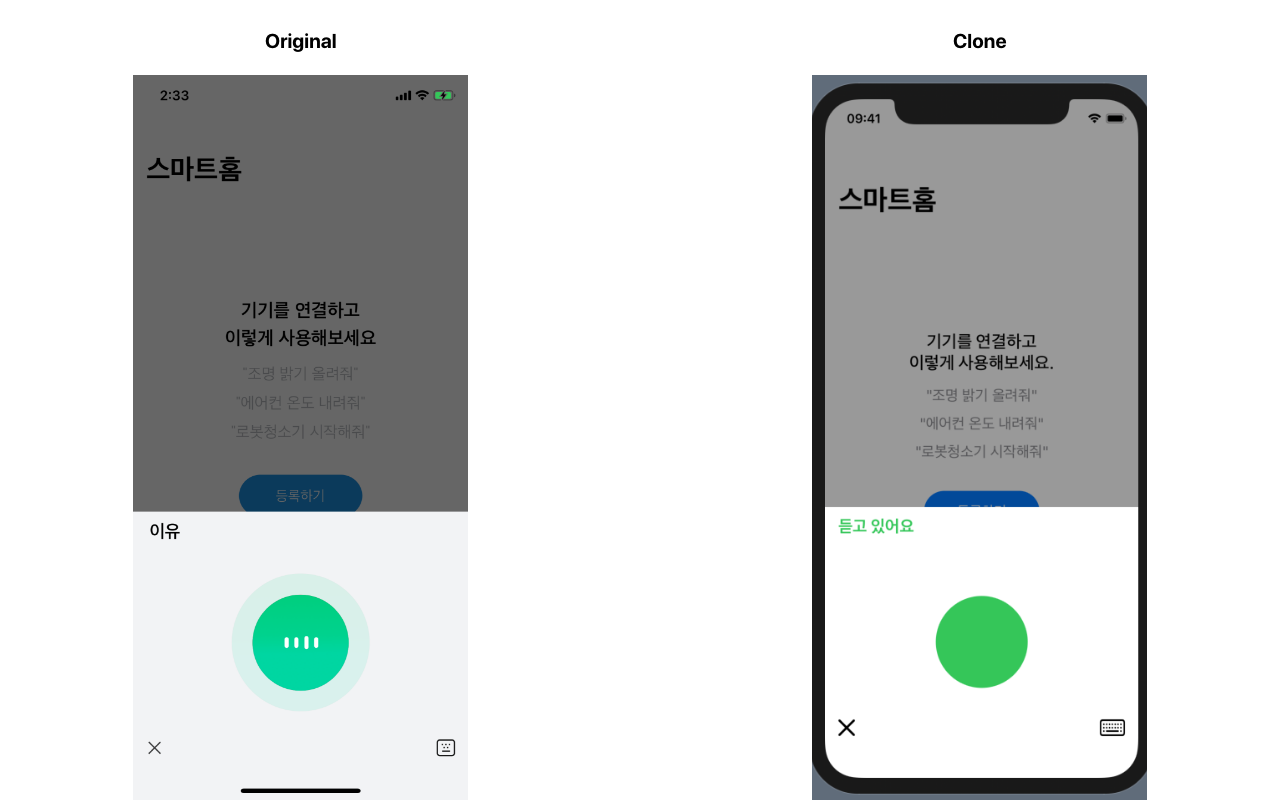 Original
2:33
스마트홈
기기를 연결하고
이렇게 사용해보세요
"조명 밝기 올려줘"
"에어컨 온도 내려줘"
"로봇청소기 시작해줘"
등록하기
이유
Clone
09:41
스마트홈
기기를 연결하고
이렇게 사용해보세요.
"조명 밝기 올려줘"
"에어컨 온도 내려줘"
"로봇청소기 시작해줘"
듣고 있어요